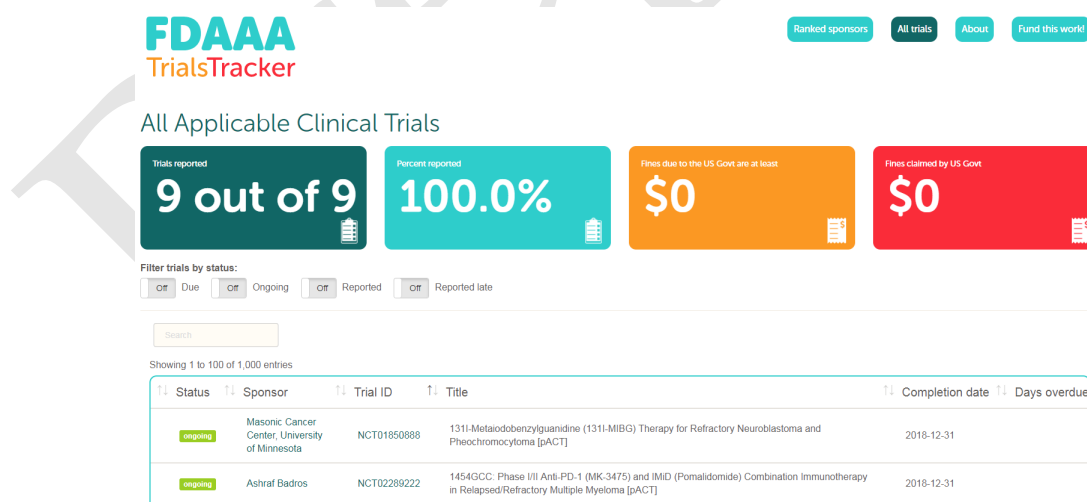 FDAAA
TrialsTracker
Ranked sponsors
All trials
About
Fund this work!
All Applicable Clinical Trials
Trials reported
9 out of 9
Percent reported
100.0%
Fines due to the US Govt are at least
$0
Fines claimed by US Govt
$0
Filter trials by status:
Off Due Off Ongoing Off Reported Off Reported late
Search
Showing 1 to 100 of 1,000 entries
Status Sponsor Trial ID Title Completion date Days overdue
ongoing
Masonic Cancer
Center, University
of Minnesota
NCT01850888
131I-Metaiodobenzylguanidine (131I-MIBG) Therapy for Refractory Neuroblastoma and
Pheochromocytoma [pACT]
2018-12-31
ongoing
Ashraf Badros
NCT02289222
1454GCC: Phase I/II Anti-PD-1 (MK-3475) and IMiD (Pomalidomide) Combination Immunotherapy
in Relapsed/Refractory Multiple Myeloma [pACT]
2018-12-31